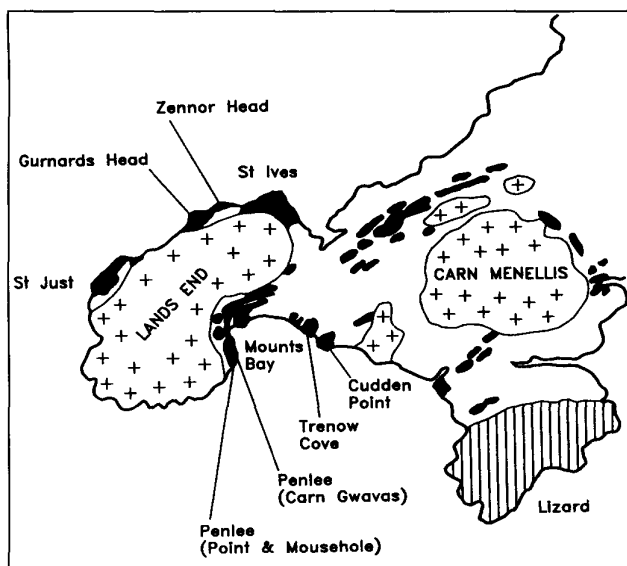 Zennor Head
Gurnards Head
St Ives
St Just
LANDS END
CARN MENELLIS
Mounts
Bay
Cudden
Point
Trenow
Cove
Penlee
(Carn Gwavas)
Lizard
Penlee
(Point & Mousehole)